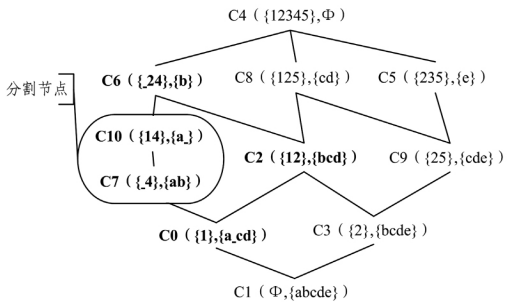 C4（{12345},Φ）
C6（{_24},{b}） C8（{125},{cd}） C5（{235},{e}）
分割节点
C10（{14},{a_}）
C2（{12},{bcd}） C9（{25},{cde}）
C7（{_4},{ab}）
C0（{1},{a_cd}） C3（{2},{bcde}）
C1（Φ,{abcde}）